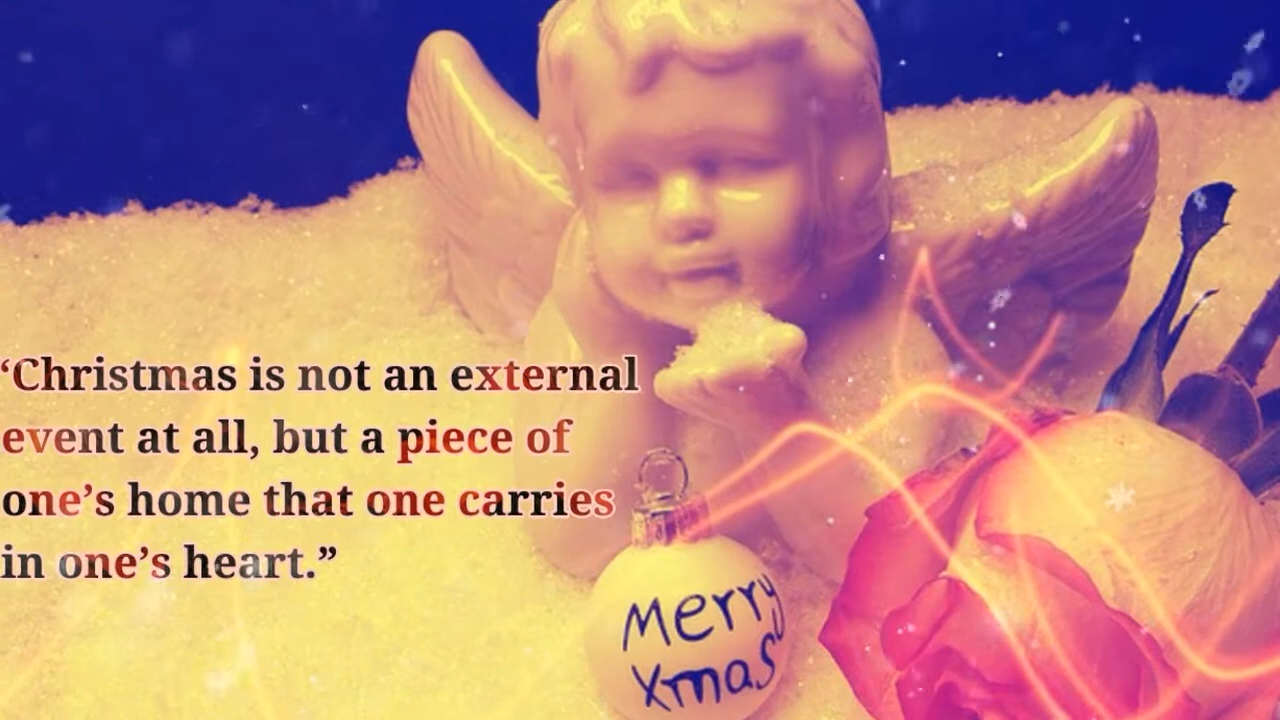 ‘Christmas is not an external
event at all, but a piece of
one’s home that one carries
in one’s heart.”
Merry
Xmas